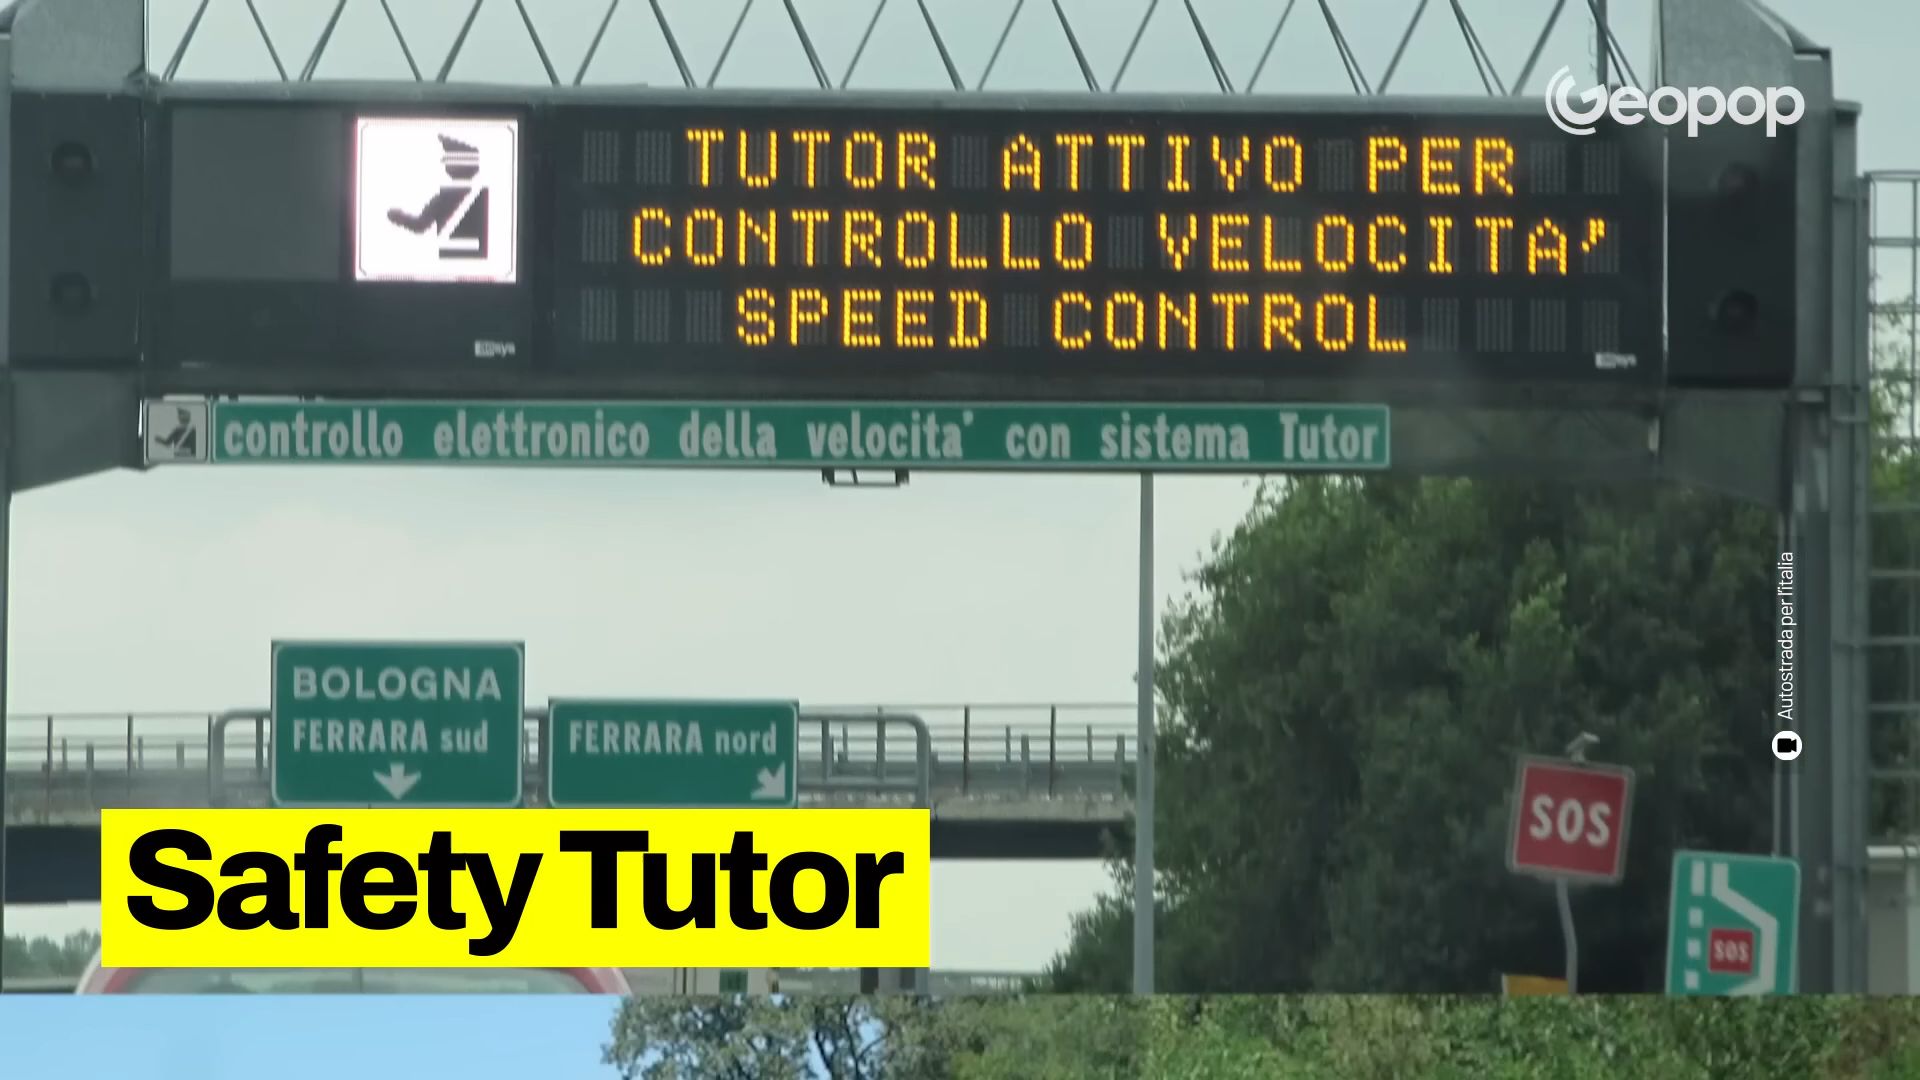 Geopop
TUTOR ATTIVO PER
CONTROLLO VELOCITA'
SPEED CONTROL
controllo elettronico della velocita' con sistema Tutor
Autostrada per l'italia
BOLOGNA
FERRARA sud
FERRARA nord
SOS
SOS
Safety Tutor